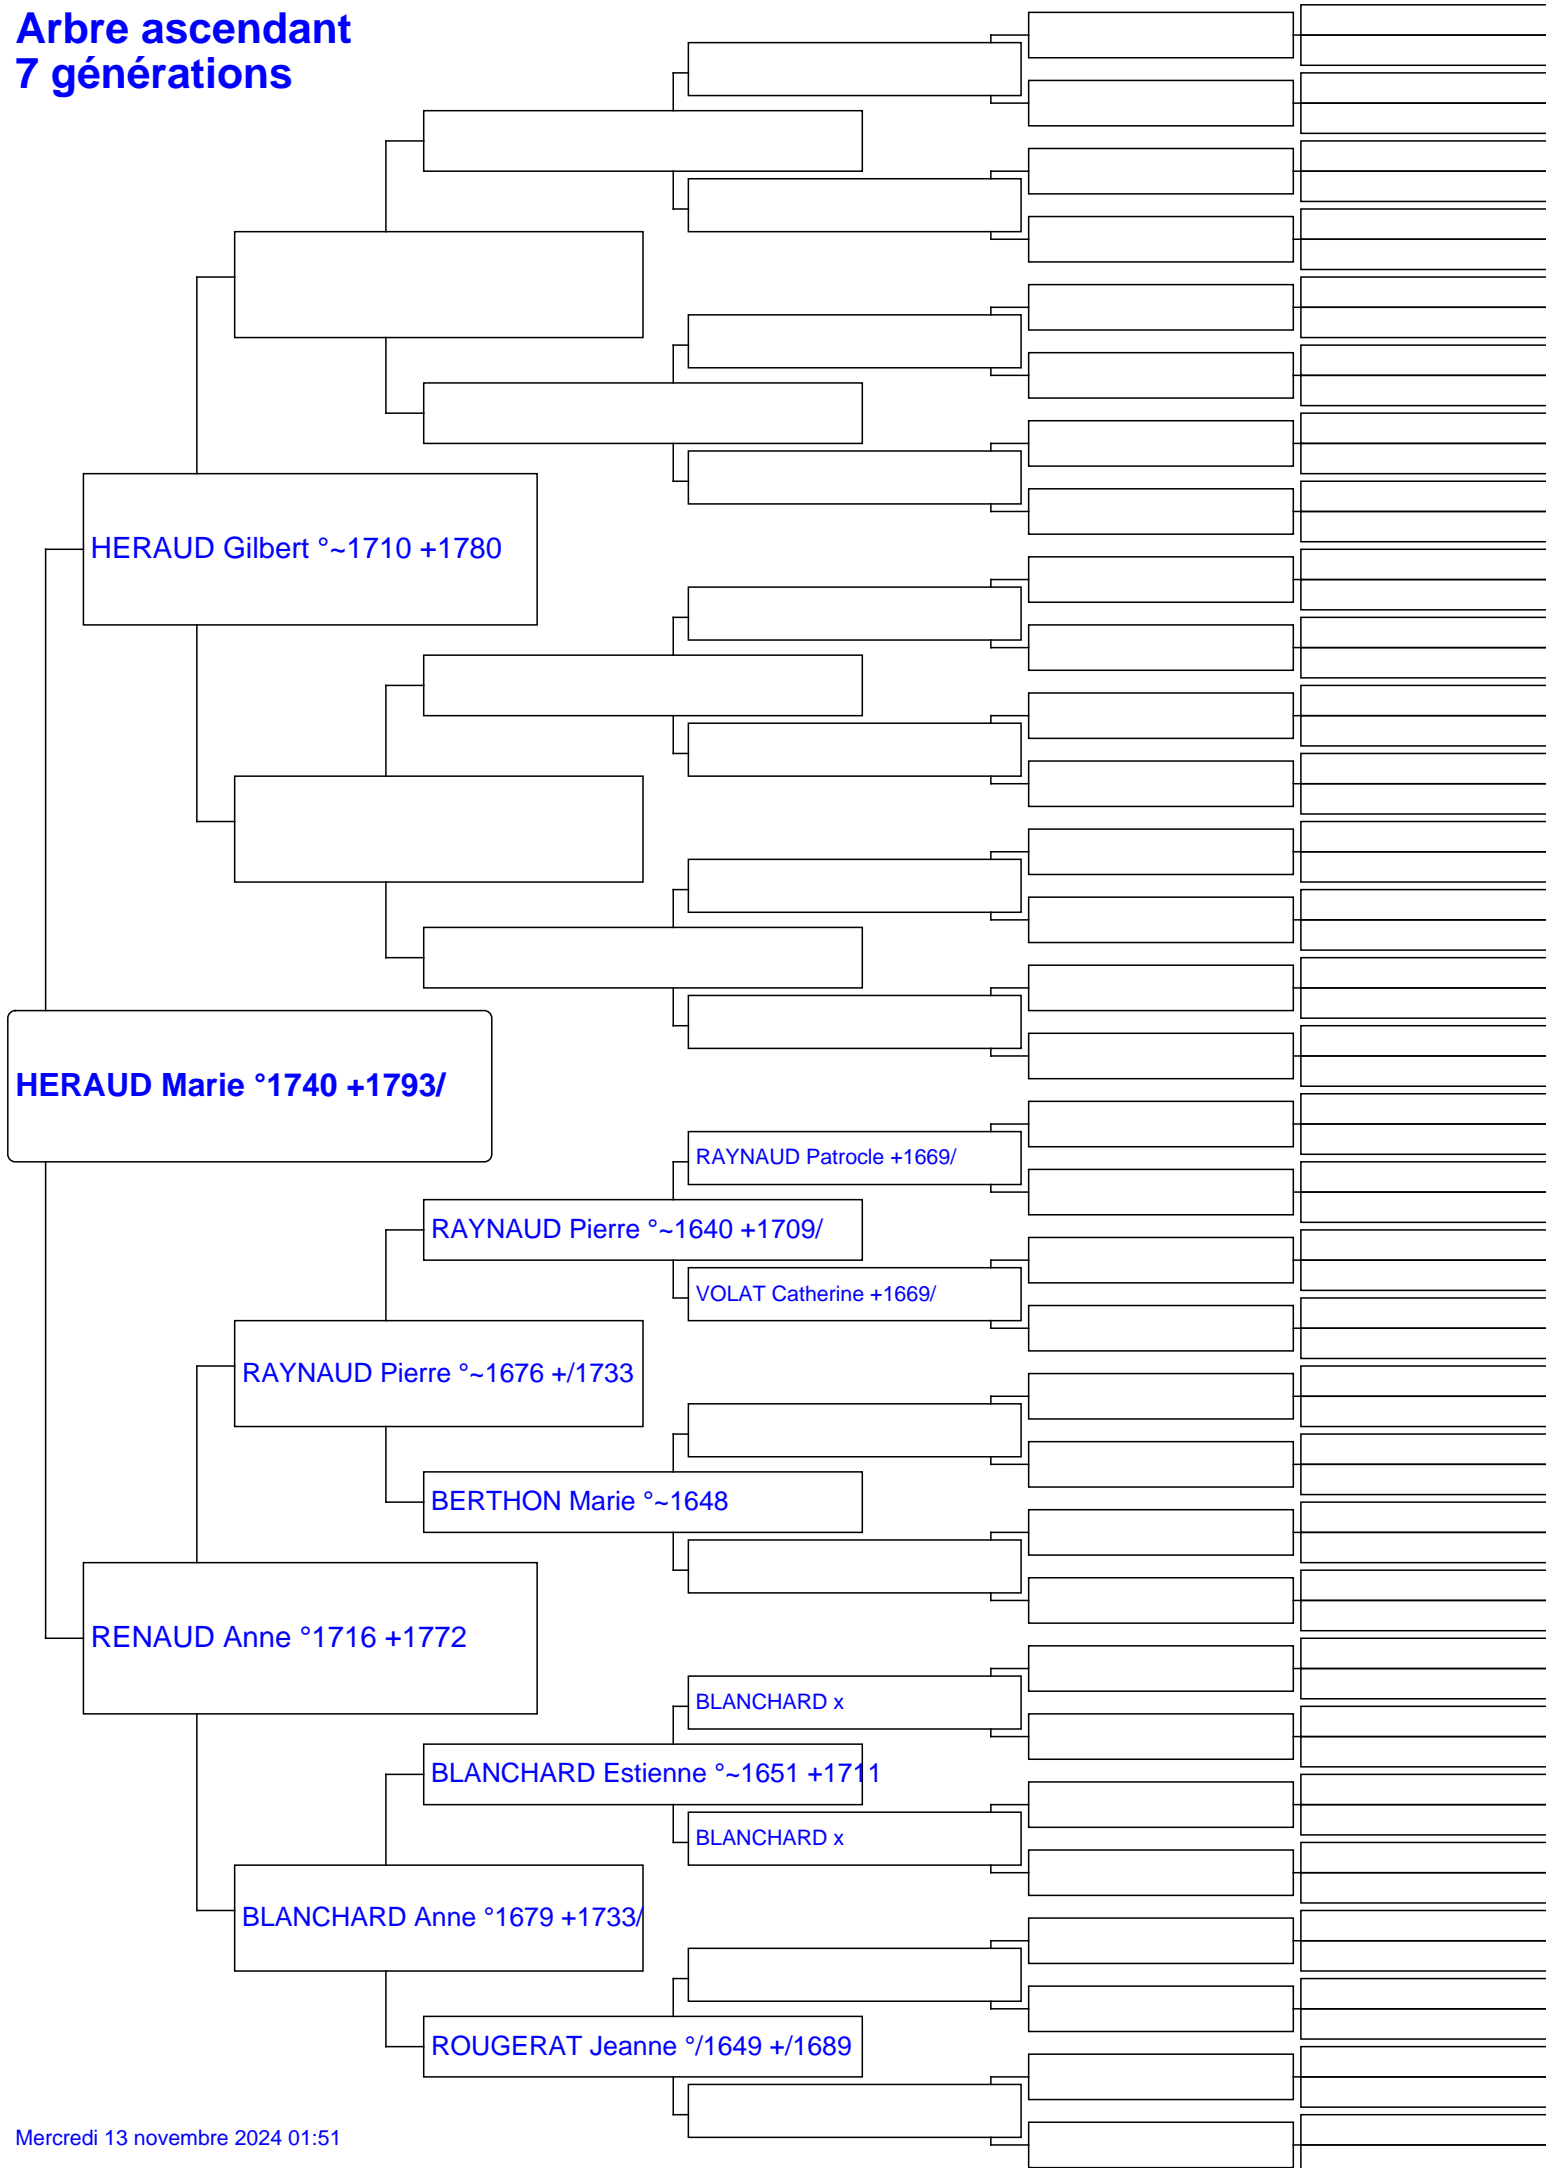 Arbre ascendant
7 générations
HERAUD Gilbert °~1710 +1780
HERAUD Marie °1740 +1793/
RAYNAUD Patrocle +1669/
RAYNAUD Pierre °~1640 +1709/
VOLAT Catherine +1669/
RAYNAUD Pierre °~1676 +/1733
BERTHON Marie °~1648
RENAUD Anne °1716 +1772
BLANCHARD x
BLANCHARD Estienne °~1651 +1711
BLANCHARD x
BLANCHARD Anne °1679 +1733/
ROUGERAT Jeanne °/1649 +/1689
Mercredi 13 novembre 2024 01:51